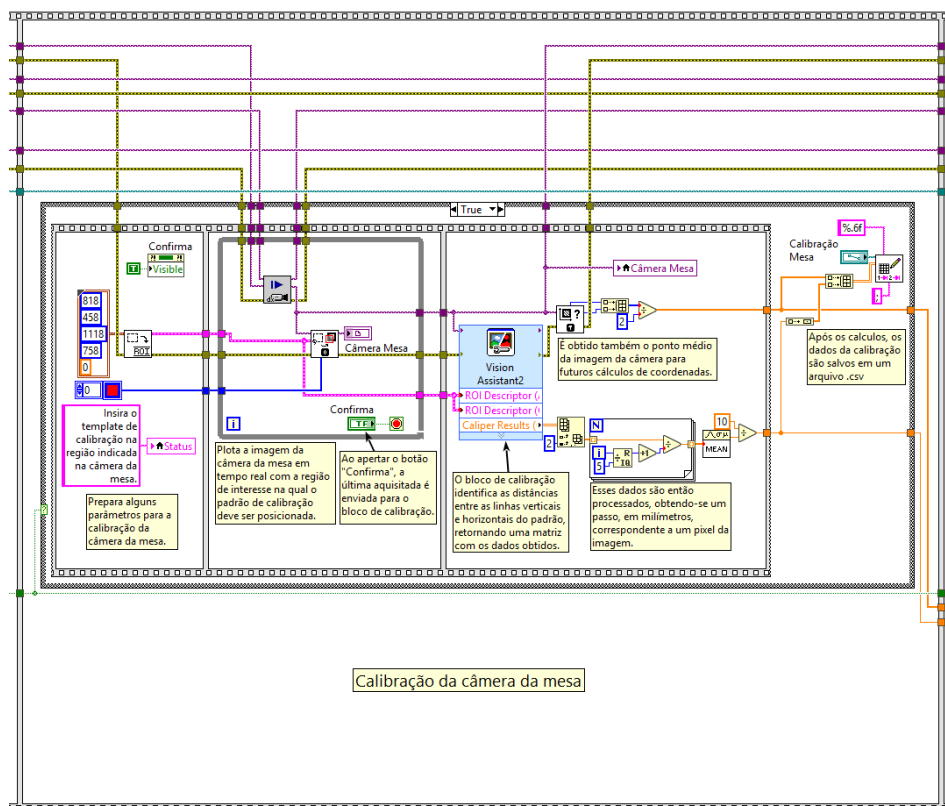 True
Confirma
Visible
T
818
458
1118
758
0
ROI
0
Insira o
template de
calibração na
região indicada
na câmera da
mesa.
Status
Prepara alguns
parâmetros para a
calibração da
câmera da mesa.
Câmera Mesa
Confirma
TF
i
Plota a imagem da
câmera da mesa em
tempo real com a região
de interesse na qual o
padrão de calibração
deve ser posicionada.
Ao apertar o botão
"Confirma", a
última aquisitada é
enviada para o
bloco de calibração.
Câmera Mesa
Vision
Assistant2
ROI Descriptor (
ROI Descriptor (
Caliper Results (
2
É obtido também o ponto médio
da imagem da câmera para
futuros cálculos de coordenadas.
2
N
i
5
R
IQ
+1
10
MEAN
O bloco de calibração
identifica as distâncias
entre as linhas verticais
e horizontais do padrão,
retornando uma matriz
com os dados obtidos.
Esses dados são então
processados, obtendo-se um
passo, em milímetros,
correspondente a um pixel da
imagem.
%.6f
Calibração
Mesa
;
Após os calculos, os
dados da calibração
são salvos em um
arquivo .csv
Calibração da câmera da mesa